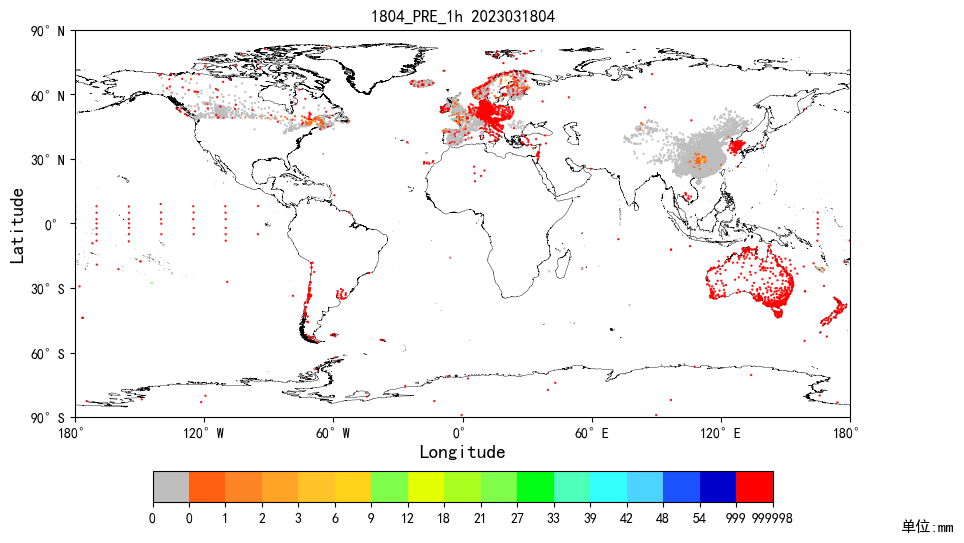 1804_PRE_1h 2023031804
90° N
60° N
30° N
0°
30° S
60° S
90° S
Latitude
180° 120° W 60° W 0° 60° E 120° E 180°
Longitude
0 0 1 2 3 6 9 12 18 21 27 33 39 42 48 54 999 999998
单位:mm